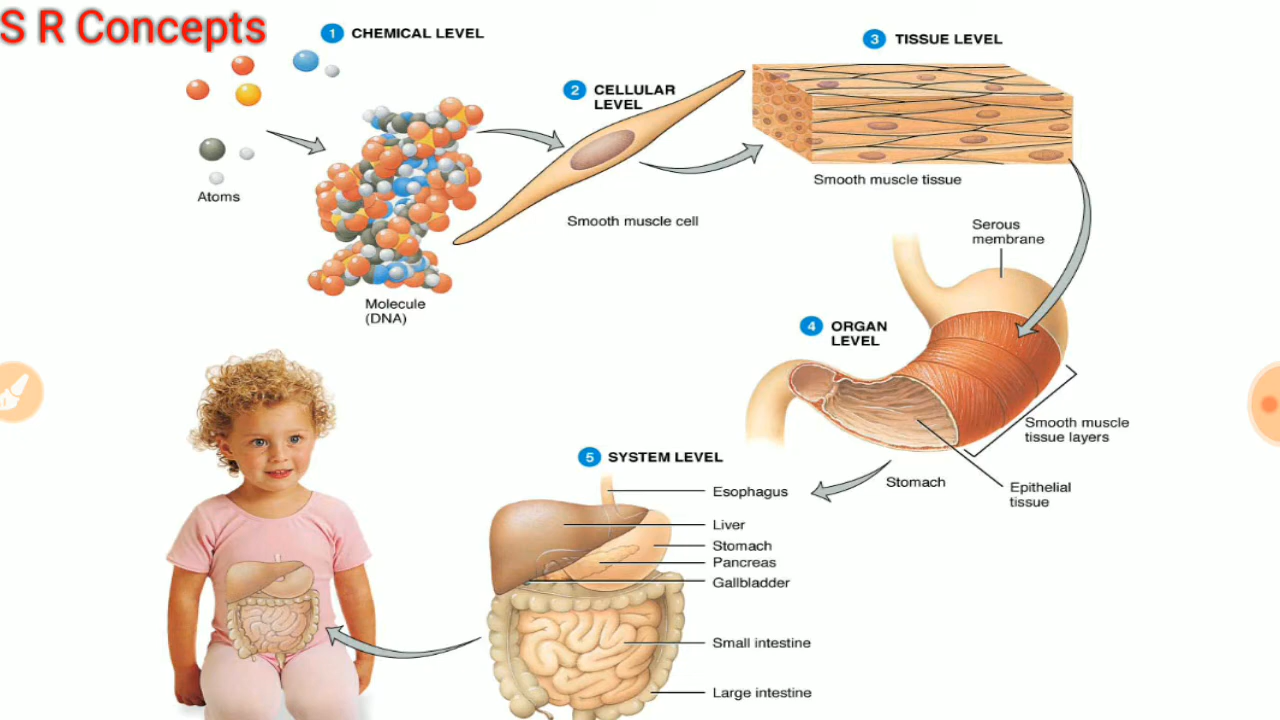 S R Concepts
1 CHEMICAL LEVEL
Atoms
Molecule
(DNA)
2 CELLULAR
LEVEL
Smooth muscle cell
3 TISSUE LEVEL
Smooth muscle tissue
Serous
membrane
4 ORGAN
LEVEL
Smooth muscle
tissue layers
Stomach
Epithelial
tissue
5 SYSTEM LEVEL
Esophagus
Liver
Stomach
Pancreas
Gallbladder
Small intestine
Large intestine